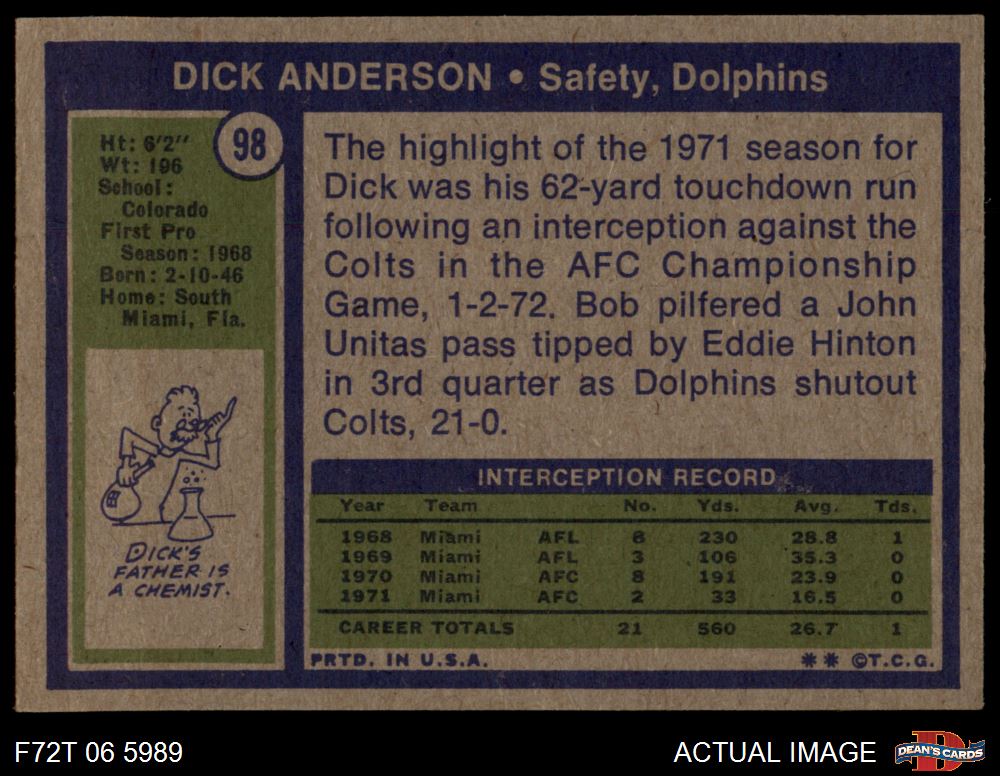 DICK ANDERSON • Safety, Dolphins
98
Ht: 6'2"
Wt: 196
School:
Colorado
First Pro
Season: 1968
Born: 2-10-46
Home: South
Miami, Fla.
DICK'S
FATHER IS
A CHEMIST.
The highlight of the 1971 season for
Dick was his 62-yard touchdown run
following an interception against the
Colts in the AFC Championship
Game, 1-2-72. Bob pilfered a John
Unitas pass tipped by Eddie Hinton
in 3rd quarter as Dolphins shutout
Colts, 21-0.
INTERCEPTION RECORD
Year Team No. Yds. Avg. Tds.
1968 Miami AFL 8 230 28.8 1
1969 Miami AFL 3 106 35.3 0
1970 Miami AFC 8 191 23.9 0
1971 Miami AFC 2 33 16.5 0
CAREER TOTALS 21 560 26.7 1
PRTD. IN U.S.A. ** ©T.C.G.
F72T 06 5989
ACTUAL IMAGE
D
DEAN'S CARDS